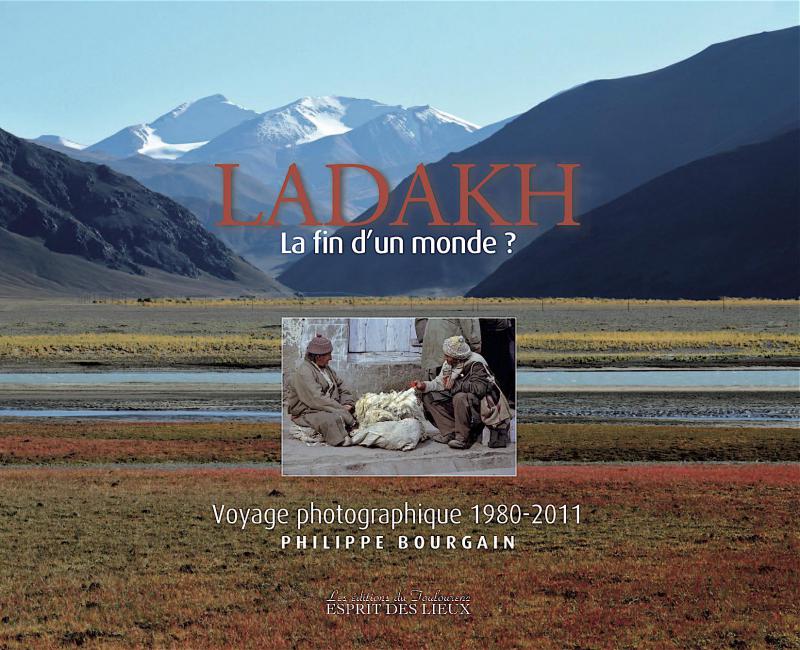 LADAKH
La fin d'un monde ?
Voyage photographique 1980-2011
PHILIPPE BOURGAIN
Les éditions du Toulourenc
ESPRIT DES LIEUX